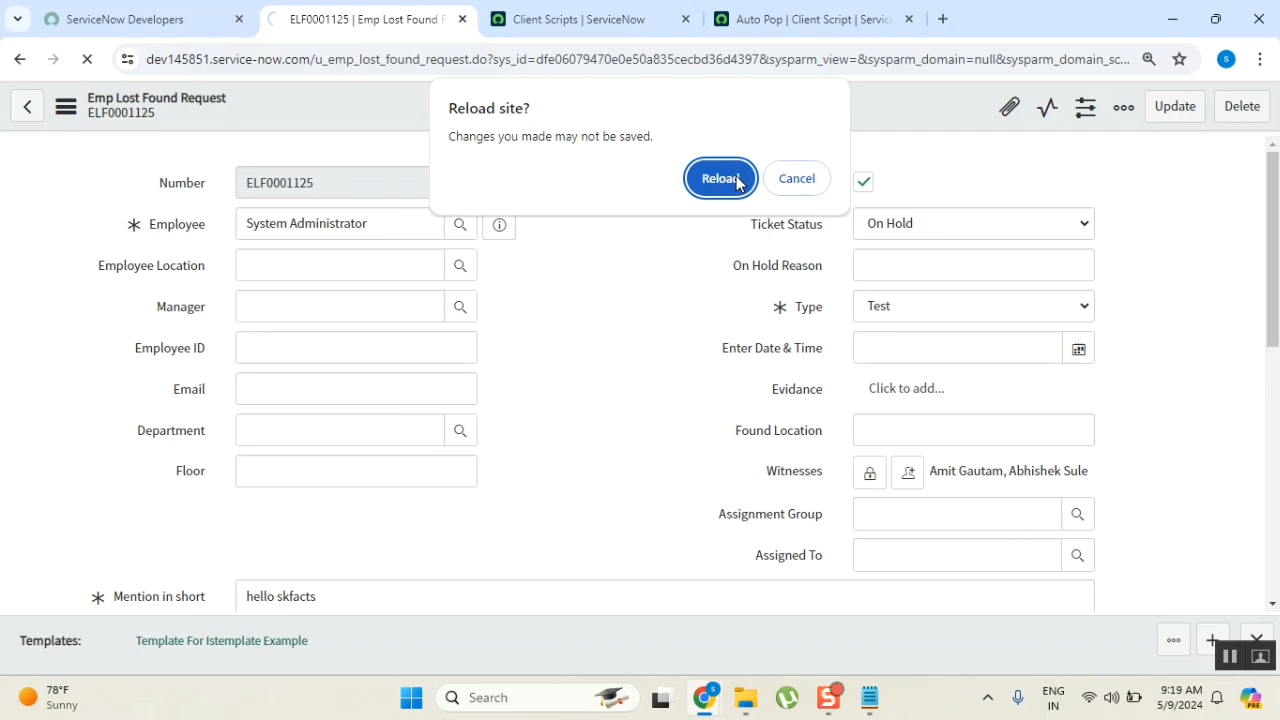 ServiceNow Developers
ELF0001125 | Emp Lost Found R
Client Scripts | ServiceNow
Auto Pop | Client Script | Servic
dev145851.service-now.com/u_emp_lost_found_request.do?sys_id=dfe06079470e0e50a835cecbd36d4397&sysparm_view=&sysparm_domain=null&sysparm_domain_sc...
S
Emp Lost Found Request
ELF0001125
Update
Delete
Reload site?
Changes you made may not be saved.
Reload
Cancel
Number
ELF0001125
Employee
System Administrator
Ticket Status
On Hold
Employee Location
On Hold Reason
Manager
Type
Test
Employee ID
Enter Date & Time
Email
Evidence
Click to add...
Department
Found Location
Floor
Witnesses
Amit Gautam, Abhishek Sule
Assignment Group
Assigned To
Mention in short
hello skfacts
Templates:
Template For Istemplate Example
78°F
Sunny
Search
ENG
IN
9:19 AM
5/9/2024
PRE